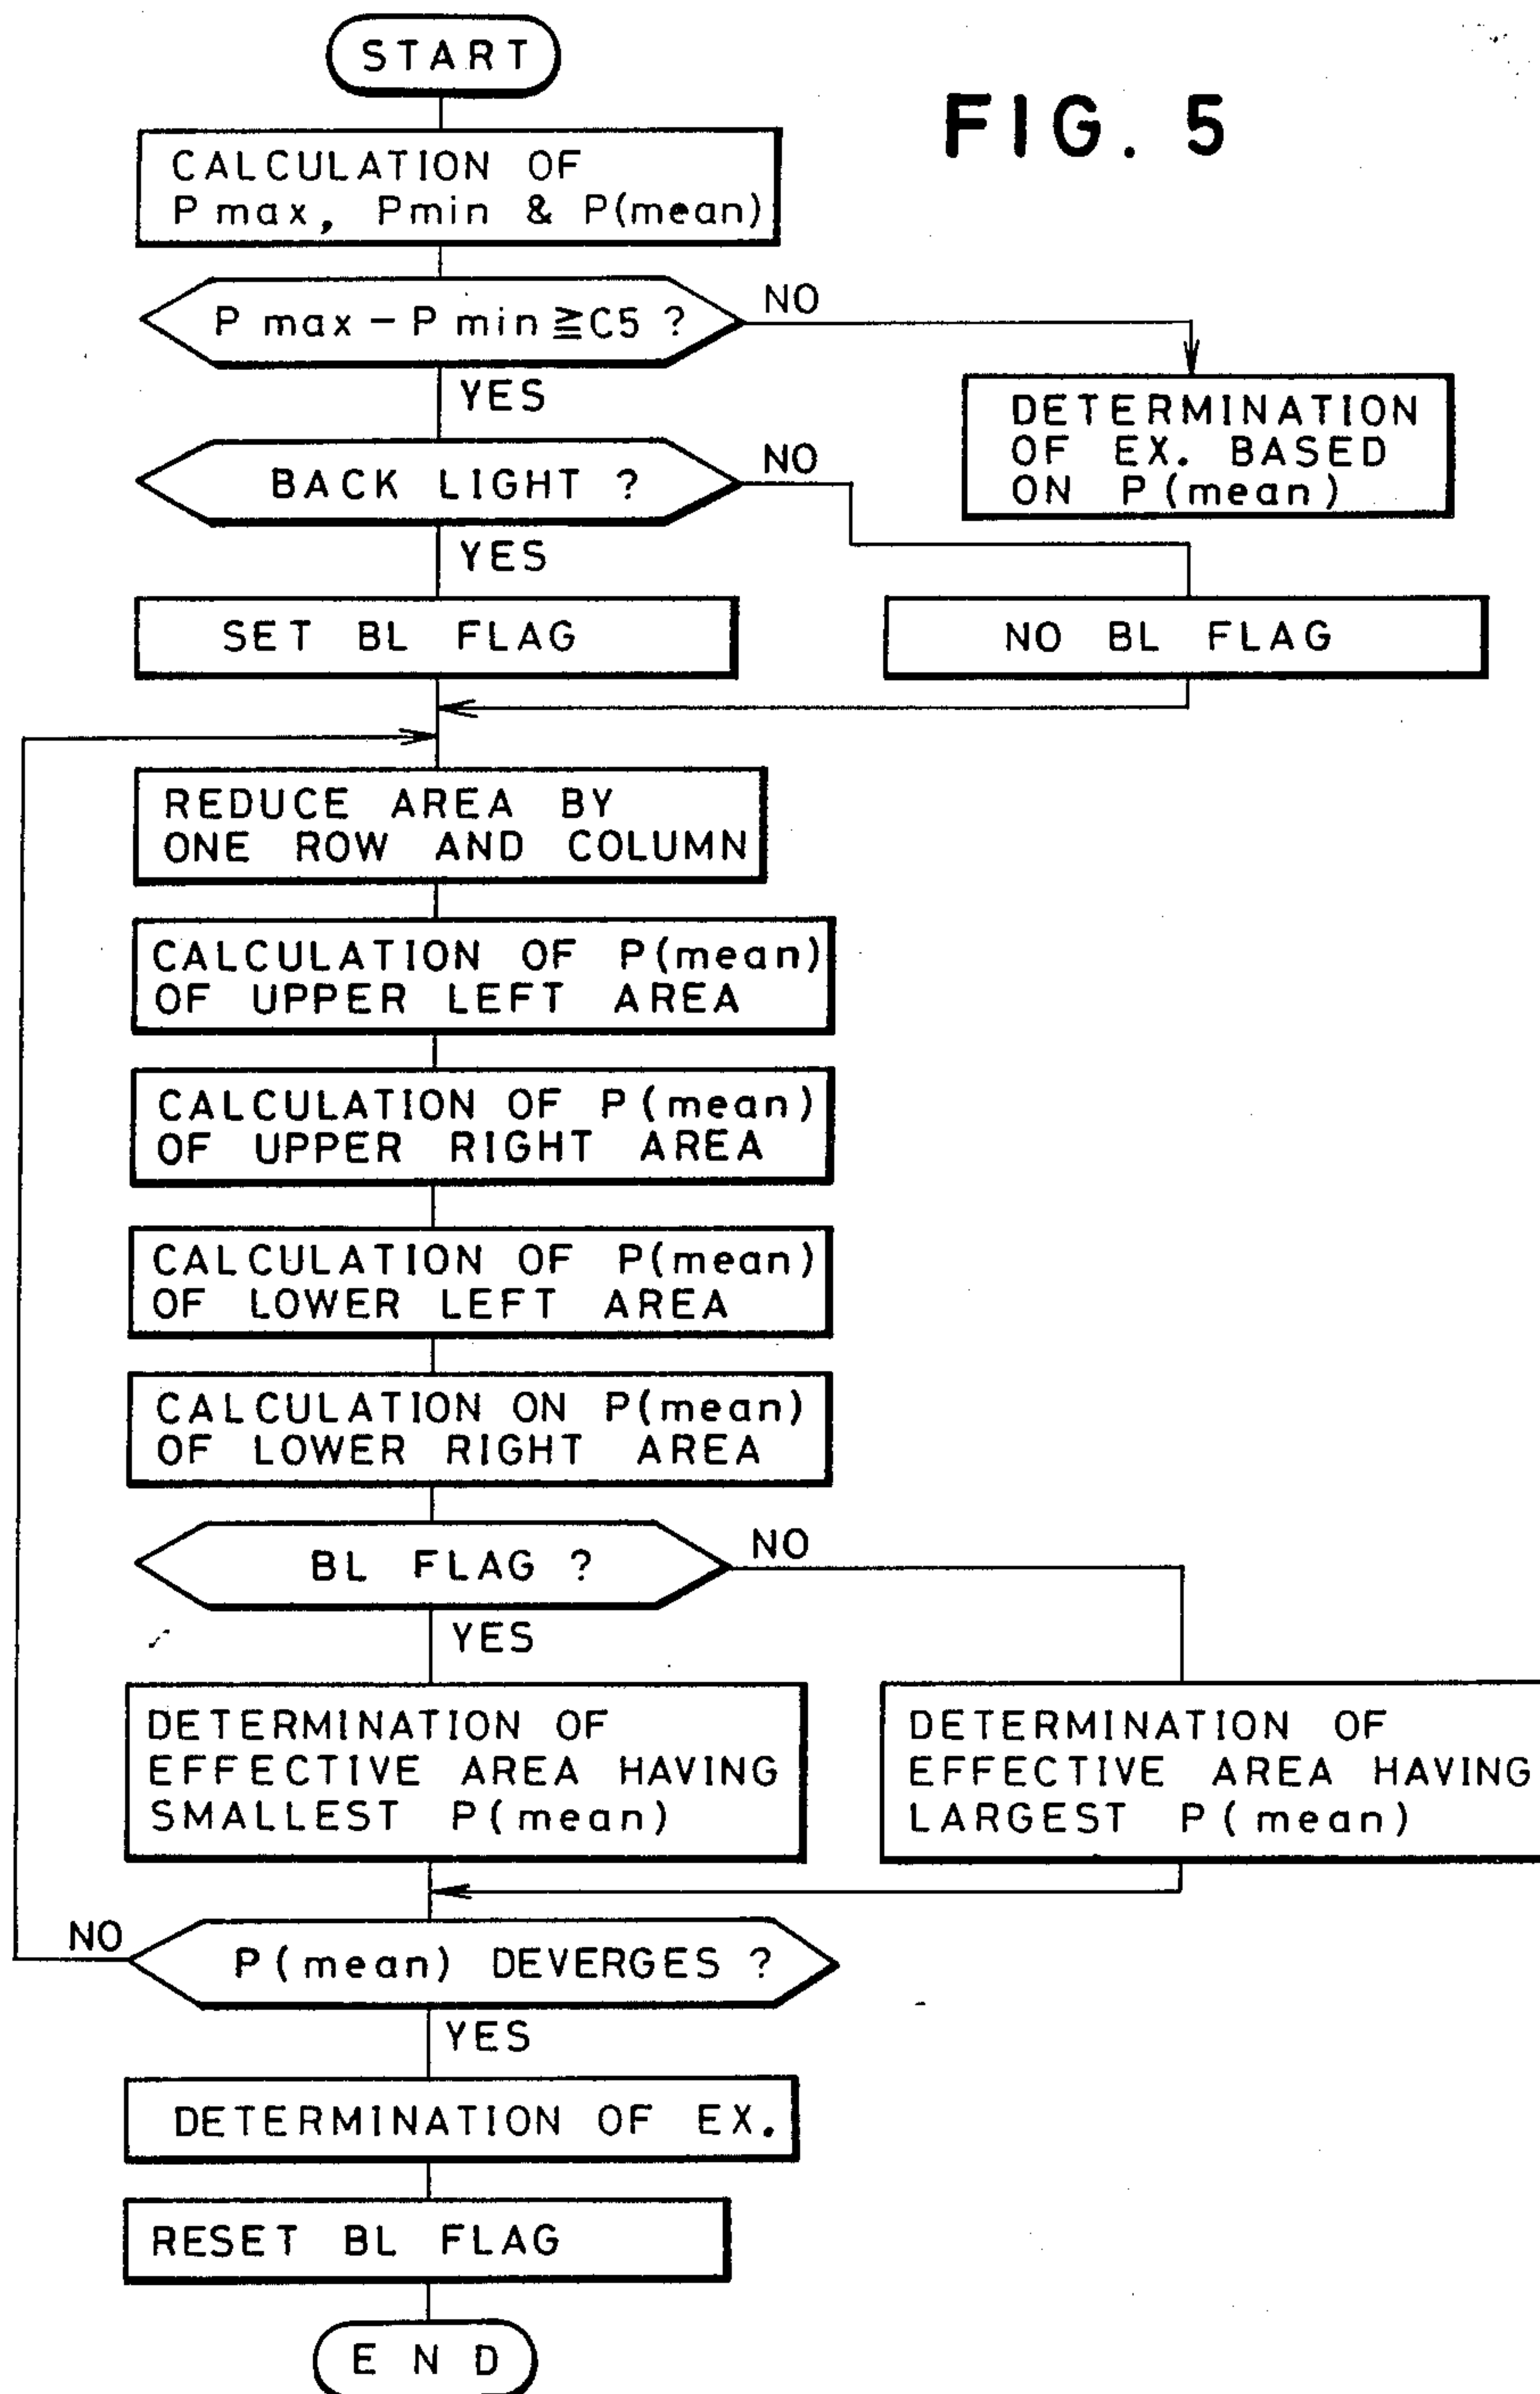 START
FIG. 5
CALCULATION OF
P max, Pmin & P(mean)
P max - P min ≧ C5 ?
NO
YES
DETERMINATION
OF EX. BASED
ON P(mean)
BACK LIGHT ?
NO
YES
SET BL FLAG
NO BL FLAG
REDUCE AREA BY
ONE ROW AND COLUMN
CALCULATION OF P(mean)
OF UPPER LEFT AREA
CALCULATION OF P(mean)
OF UPPER RIGHT AREA
CALCULATION OF P(mean)
OF LOWER LEFT AREA
CALCULATION ON P(mean)
OF LOWER RIGHT AREA
BL FLAG ?
NO
YES
DETERMINATION OF
EFFECTIVE AREA HAVING
SMALLEST P(mean)
DETERMINATION OF
EFFECTIVE AREA HAVING
LARGEST P(mean)
NO
P(mean) DEVERGES ?
YES
DETERMINATION OF EX.
RESET BL FLAG
END